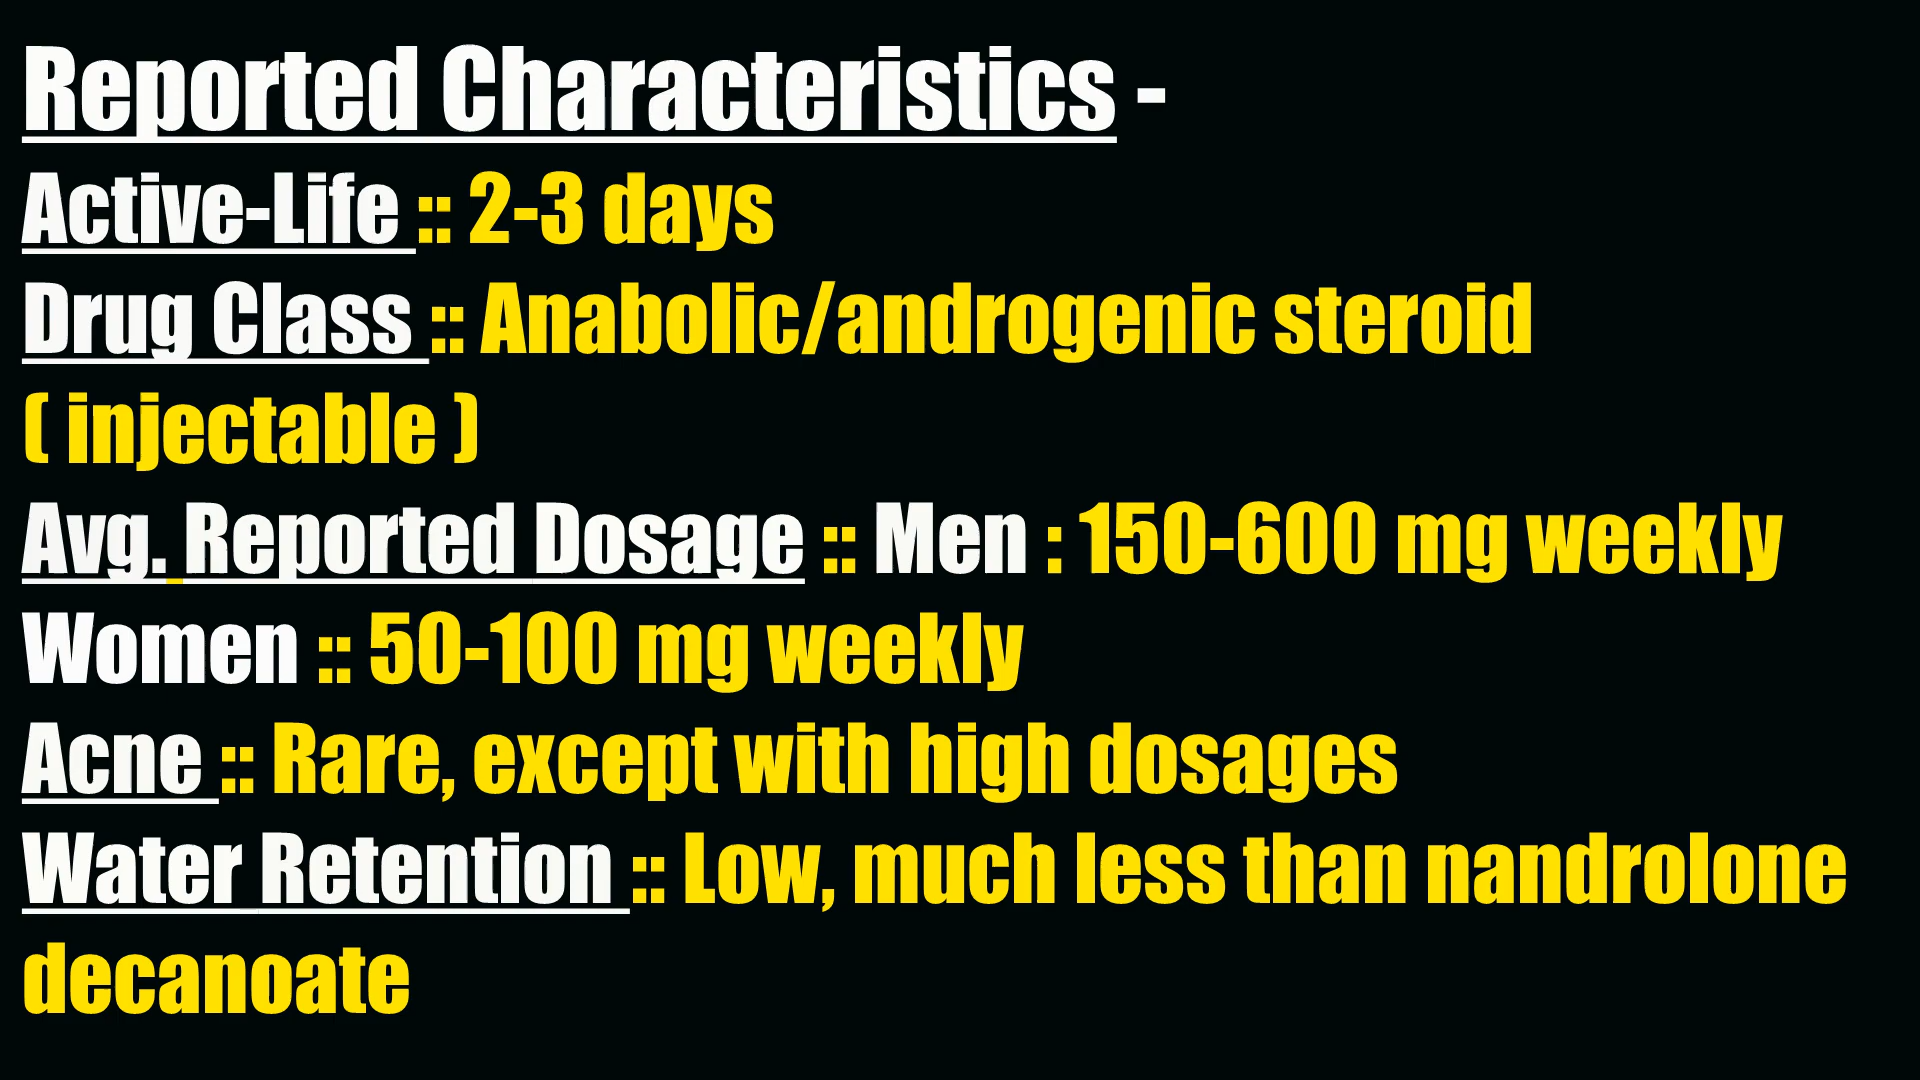 Reported Characteristics -
Active-Life :: 2-3 days
Drug Class :: Anabolic/androgenic steroid
( injectable )
Avg. Reported Dosage :: Men : 150-600 mg weekly
Women :: 50-100 mg weekly
Acne :: Rare, except with high dosages
Water Retention :: Low, much less than nandrolone
decanoate